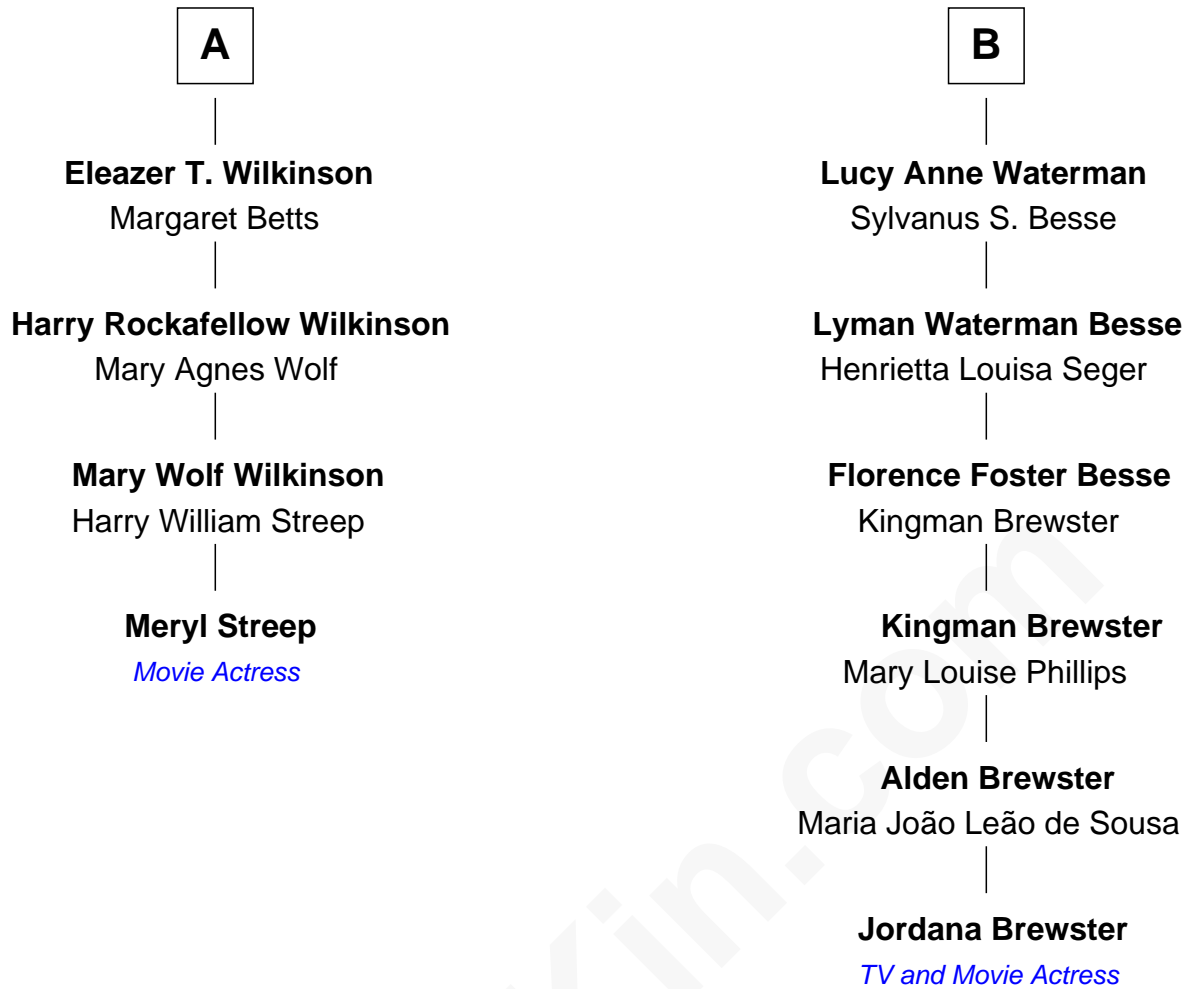 A
Eleazer T. Wilkinson
Margaret Betts
Harry Rockafellow Wilkinson
Mary Agnes Wolf
Mary Wolf Wilkinson
Harry William Streep
Meryl Streep
Movie Actress
B
Lucy Anne Waterman
Sylvanus S. Besse
Lyman Waterman Besse
Henrietta Louisa Seger
Florence Foster Besse
Kingman Brewster
Kingman Brewster
Mary Louise Phillips
Alden Brewster
Maria João Leão de Sousa
Jordana Brewster
TV and Movie Actress
Kin.com